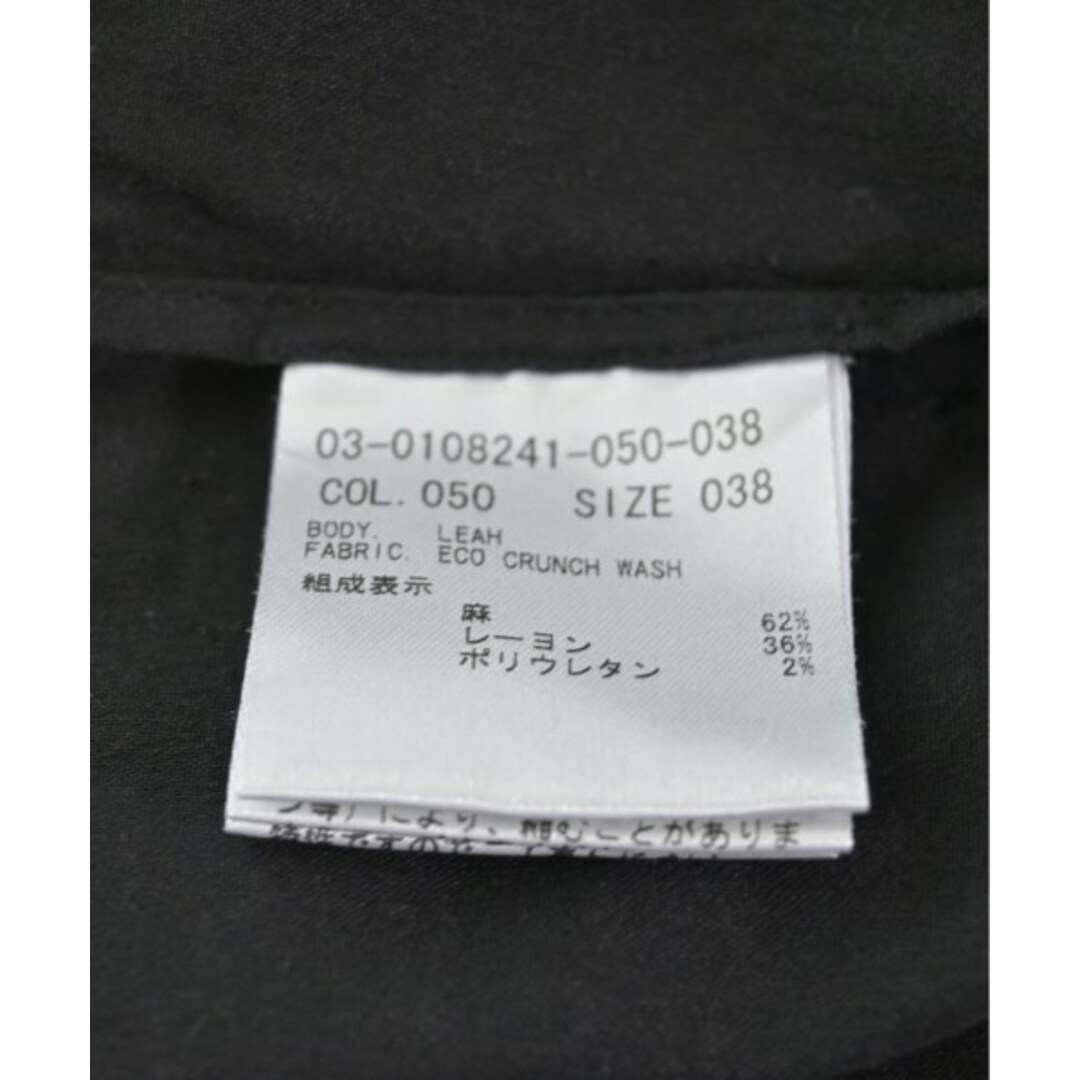 03-0108241-050-038
COL. 050 SIZE 038
BODY. LEAH
FABRIC. ECO CRUNCH WASH
組成表示
麻 62%
レーヨン 36%
ポリウレタン 2%
により、縮むことがありま